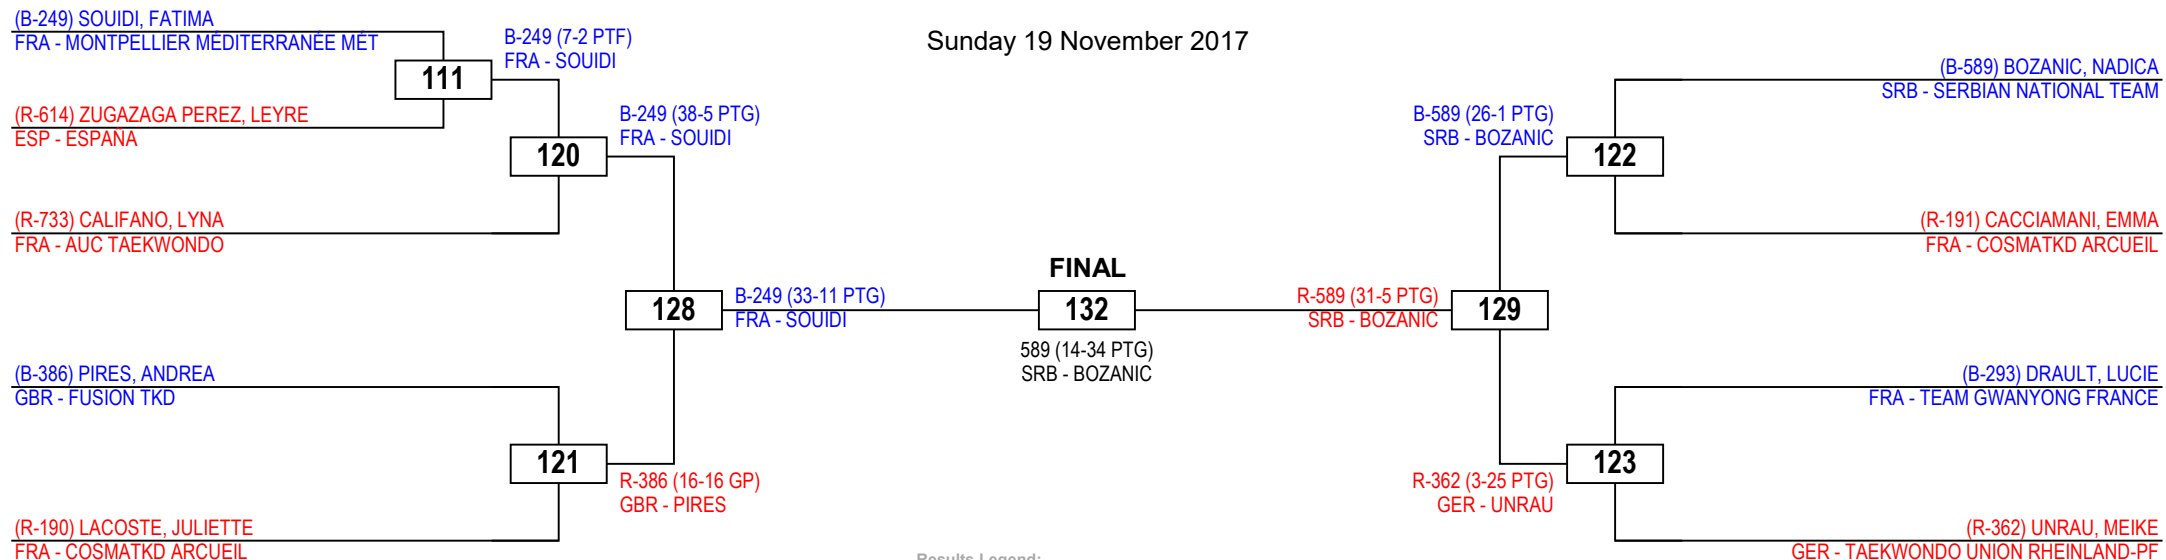 Sunday 19 November 2017
(B-249) SOUIDI, FATIMA
FRA - MONTPELLIER MÉDITERRANÉE MÉT
B-249 (7-2 PTF)
FRA - SOUIDI
111
(R-614) ZUGAZAGA PEREZ, LEYRE
ESP - ESPAÑA
B-249 (38-5 PTG)
FRA - SOUIDI
120
(R-733) CALIFANO, LYNA
FRA - AUC TAEKWONDO
128
B-249 (33-11 PTG)
FRA - SOUIDI
(B-386) PIRES, ANDREA
GBR - FUSION TKD
121
R-386 (16-16 GP)
GBR - PIRES
(R-190) LACOSTE, JULIETTE
FRA - COSMATKD ARCUEIL
FINAL
132
589 (14-34 PTG)
SRB - BOZANIC
(B-589) BOZANIC, NADICA
SRB - SERBIAN NATIONAL TEAM
B-589 (26-1 PTG)
SRB - BOZANIC
122
(R-191) CACCIAMANI, EMMA
FRA - COSMATKD ARCUEIL
R-589 (31-5 PTG)
SRB - BOZANIC
129
(B-293) DRAULT, LUCIE
FRA - TEAM GWANYONG FRANCE
123
R-362 (3-25 PTG)
GER - UNRAU
(R-362) UNRAU, MEIKE
GER - TAEKWONDO UNION RHEINLAND-PF
Results Legend: